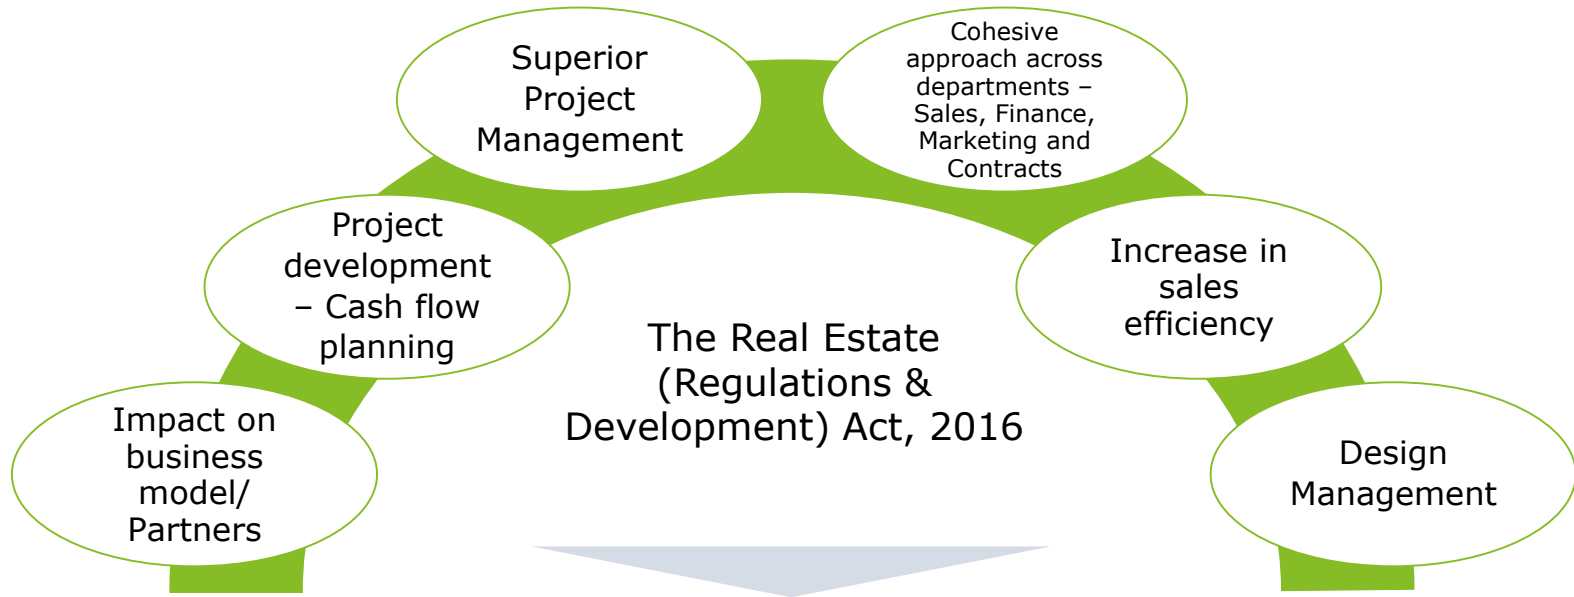 Impact on
business
model/
Partners
Project
development
– Cash flow
planning
Superior
Project
Management
Cohesive
approach across
departments –
Sales, Finance,
Marketing and
Contracts
Increase in
sales
efficiency
Design
Management
The Real Estate
(Regulations &
Development) Act, 2016